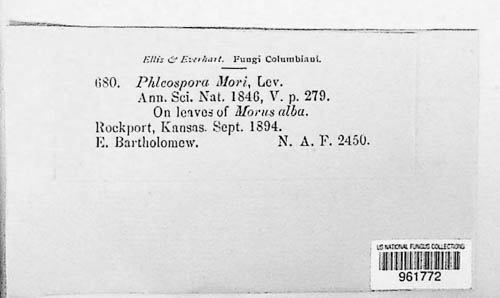 Ellis & Everhart. Fungi Columbiani.
680. Phleospora Mori, Lev.
Ann. Sci. Nat. 1846, V. p. 279.
On leaves of Morus alba.
Rockport, Kansas. Sept. 1894.
E. Bartholomew. N. A. F. 2450.
US NATIONAL FUNGUS COLLECTIONS
961772